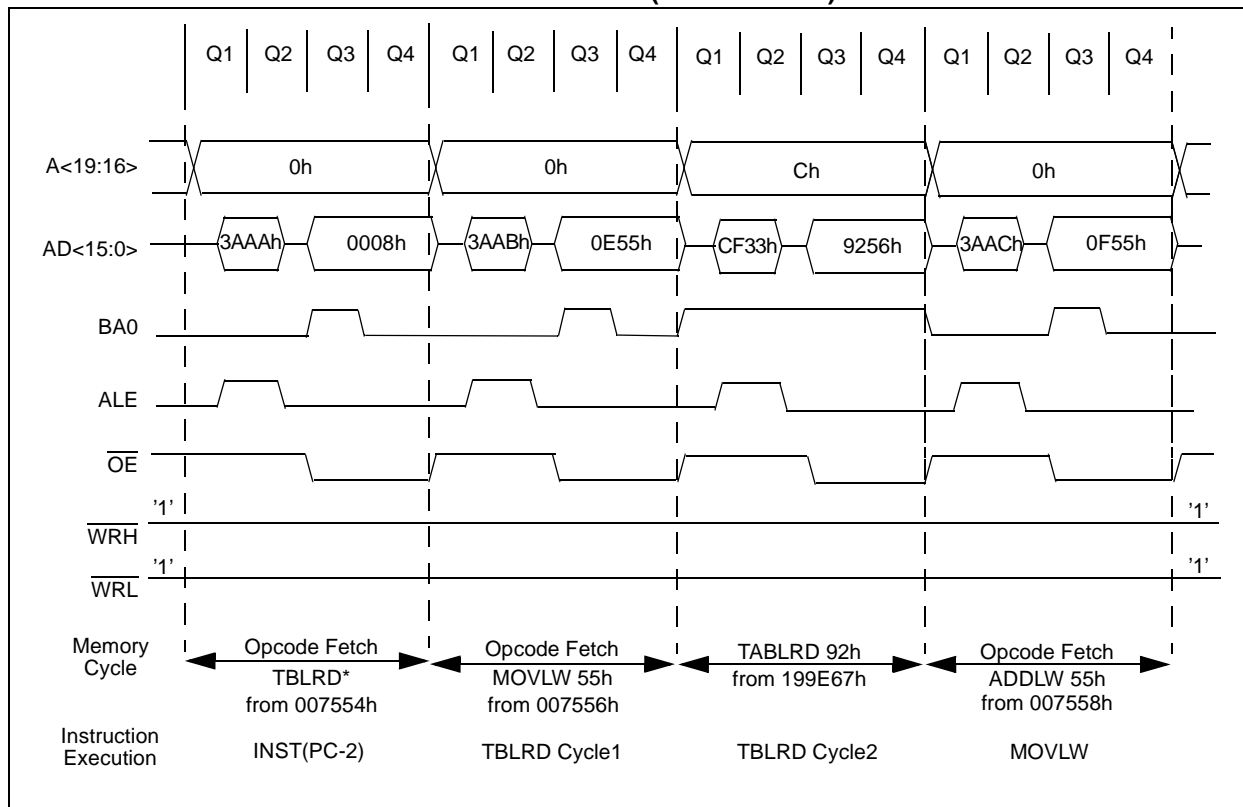 Q1 Q2 Q3 Q4 Q1 Q2 Q3 Q4 Q1 Q2 Q3 Q4 Q1 Q2 Q3 Q4
A<19:16> 0h 0h Ch 0h
AD<15:0> 3AAAh 0008h 3AABh 0E55h CF33h 9256h 3AACh 0F55h
BA0
ALE
OE
'1' '1'
WRH
'1' '1'
WRL
Memory Cycle
Opcode Fetch
TBLRD*
from 007554h
Opcode Fetch
MOVLW 55h
from 007556h
TABLRD 92h
from 199E67h
Opcode Fetch
ADDLW 55h
from 007558h
Instruction
Execution
INST(PC-2) TBLRD Cycle1 TBLRD Cycle2 MOVLW